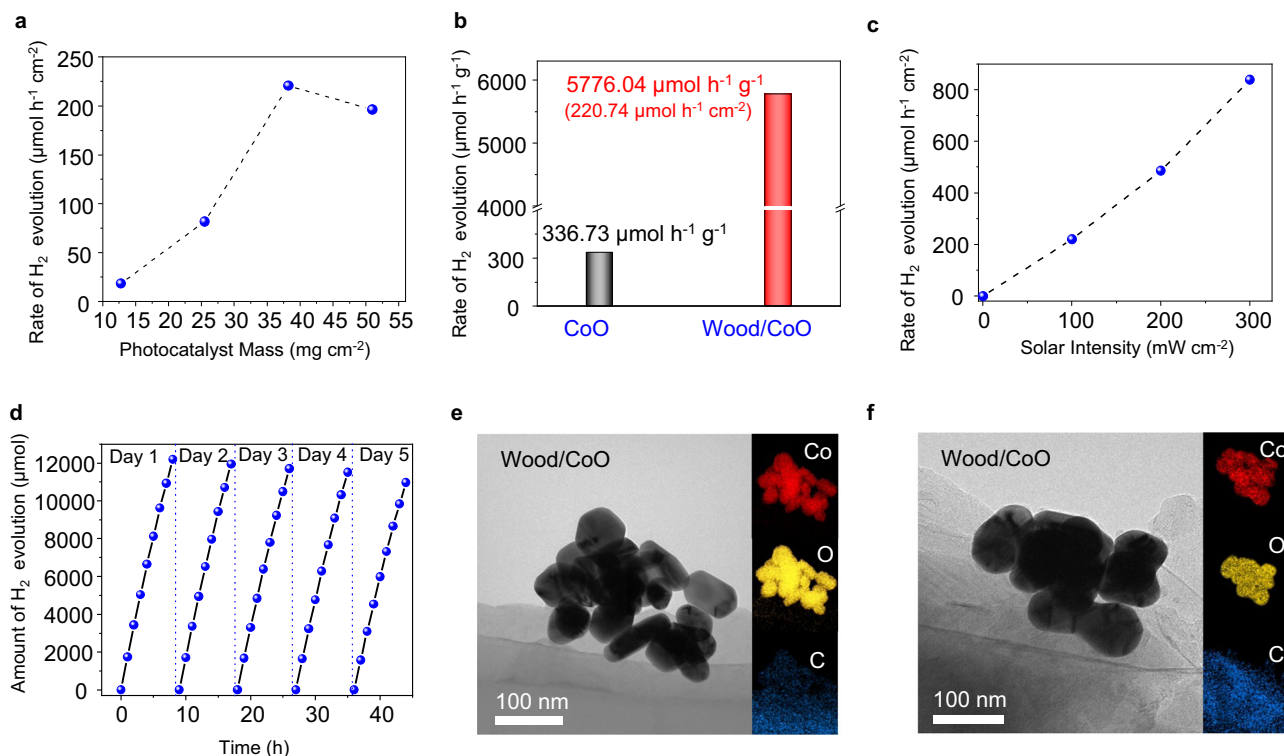 a
Rate of H₂ evolution (μmol h⁻¹ cm⁻²)
250
200
150
100
75
50
25
0
10 15 20 25 30 35 40 45 50 55
Photocatalyst Mass (mg cm⁻²)
b
Rate of H₂ evolution (μmol h⁻¹ g⁻¹)
6000
5000
4000
300
0
5776.04 μmol h⁻¹ g⁻¹
(220.74 μmol h⁻¹ cm⁻²)
336.73 μmol h⁻¹ g⁻¹
CoO
Wood/CoO
c
Rate of H₂ evolution (μmol h⁻¹ cm⁻²)
800
600
400
200
0
0 100 200 300
Solar Intensity (mW cm⁻²)
d
Amount of H₂ evolution (μmol)
12000
10000
8000
6000
4000
2000
0
Day 1 Day 2 Day 3 Day 4 Day 5
0 10 20 30 40
Time (h)
e
Wood/CoO
100 nm
Co
O
C
f
Wood/CoO
100 nm
Co
O
C